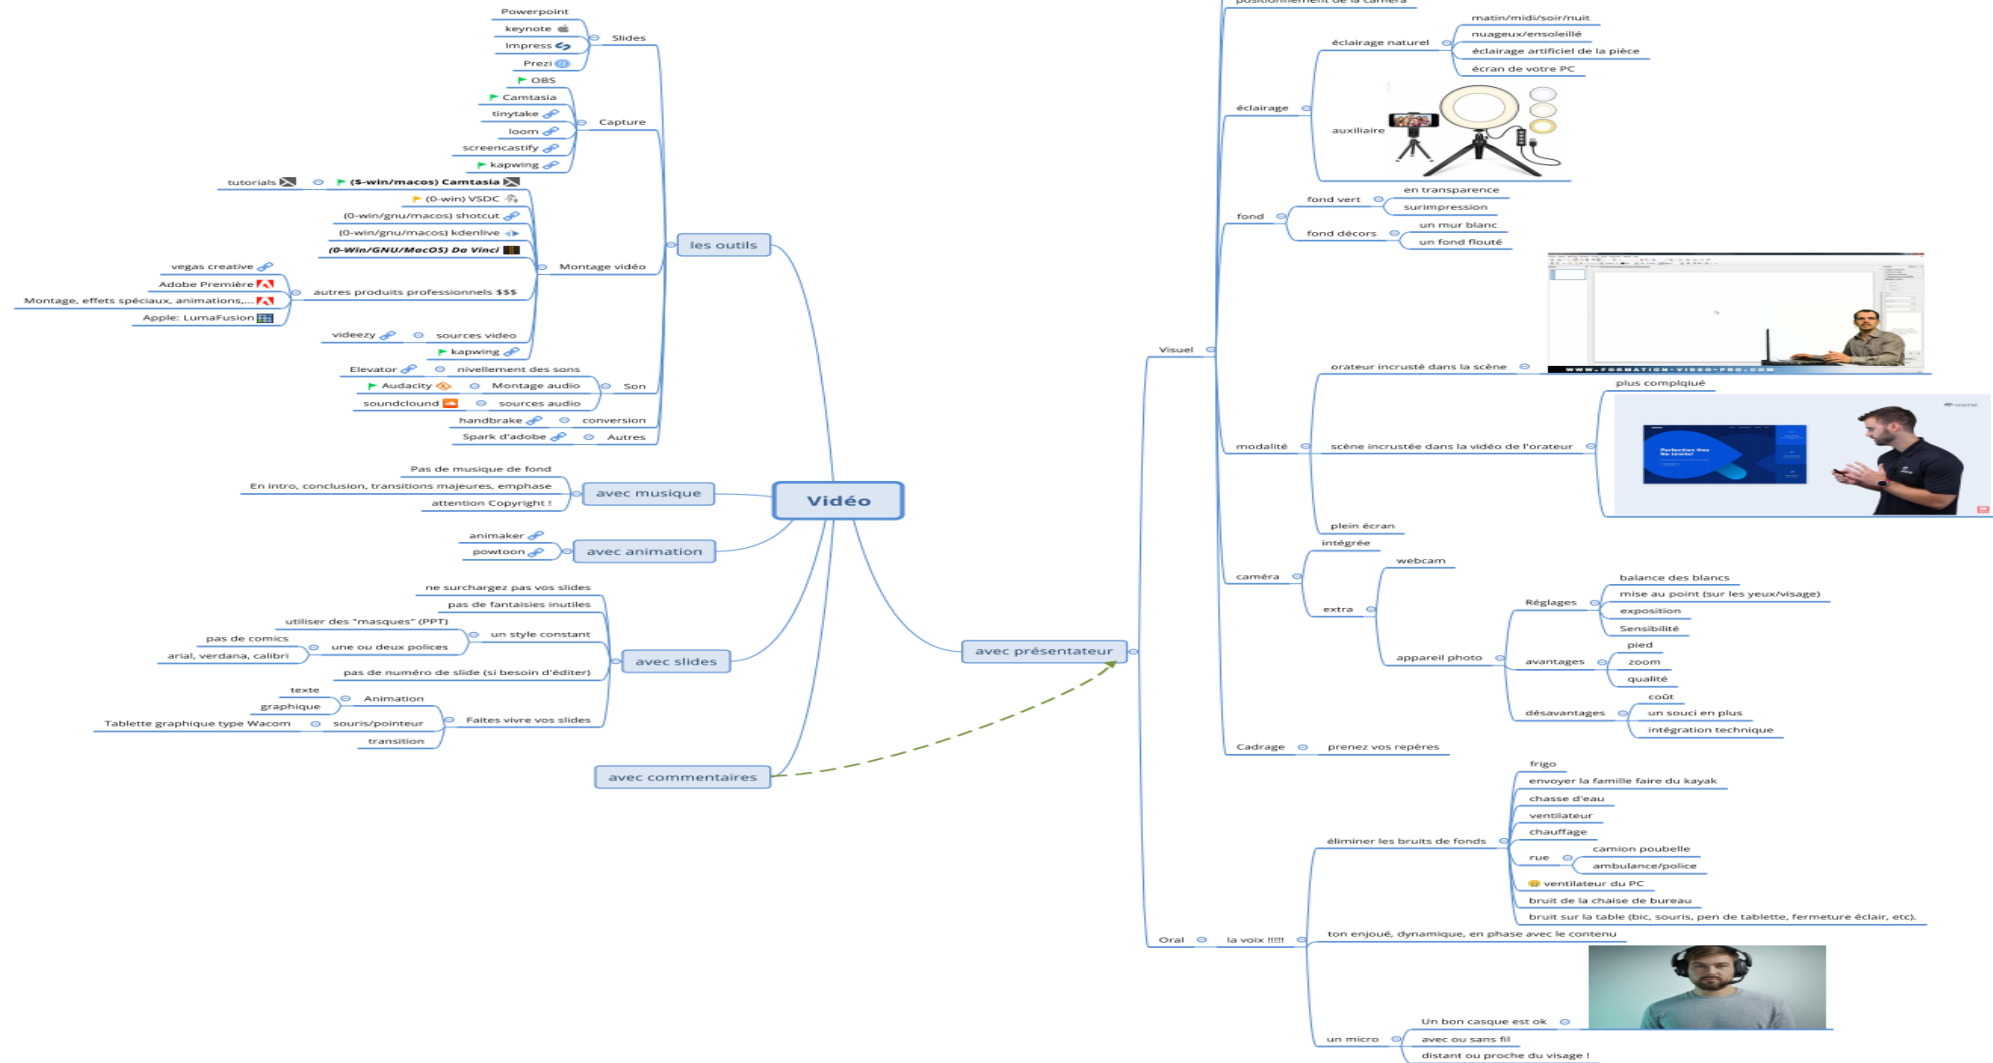 Powerpoint
keynote
Impress
Prezi
Slides
OBS
Camtasia
tinytake
loom
screencastify
kapwing
Capture
tutorials
($-win/macos) Camtasia
(0-win) VSDC
(0-win/gnu/macos) shotcut
(0-win/gnu/macos) kdenlive
(0-Win/GNU/MacOS) Da Vinci
Montage vidéo
vegas creative
Adobe Première
Montage, effets spéciaux, animations,...
Apple: LumaFusion
autres produits professionnels $$$
videezy
sources video
kapwing
Elevator
nivellement des sons
Audacity
Montage audio
soundclound
sources audio
Son
handbrake
conversion
Spark d'adobe
Autres
les outils
Pas de musique de fond
En intro, conclusion, transitions majeures, emphase
attention Copyright !
avec musique
animaker
powtoon
avec animation
ne surchargez pas vos slides
pas de fantaisies inutiles
utiliser des "masques" (PPT)
un style constant
pas de comics
arial, verdana, calibri
une ou deux polices
pas de numéro de slide (si besoin d'éditer)
texte
graphique
Animation
Tablette graphique type Wacom
souris/pointeur
transition
Faites vivre vos slides
avec slides
avec commentaires
Vidéo
avec présentateur
Visuel
positionnement de la caméra
éclairage
éclairage naturel
matin/midi/soir/nuit
nuageux/ensoleillé
éclairage artificiel de la pièce
écran de votre PC
auxiliaire
fond
fond vert
en transparence
surimpression
fond décors
un mur blanc
un fond flouté
modalité
orateur incrusté dans la scène
WWW.FORMATION-VIDEO-PRO.COM
scène incrustée dans la vidéo de l'orateur
plus complqiué
plein écran
caméra
intégrée
extra
webcam
appareil photo
Réglages
balance des blancs
mise au point (sur les yeux/visage)
exposition
Sensibilité
avantages
pied
zoom
qualité
désavantages
coût
un souci en plus
intégration technique
Cadrage
prenez vos repères
Oral
la voix !!!!!
éliminer les bruits de fonds
frigo
envoyer la famille faire du kayak
chasse d'eau
ventilateur
chauffage
rue
camion poubelle
ambulance/police
ventilateur du PC
bruit de la chaise de bureau
bruit sur la table (bic, souris, pen de tablette, fermeture éclair, etc).
ton enjoué, dynamique, en phase avec le contenu
un micro
Un bon casque est ok
avec ou sans fil
distant ou proche du visage !